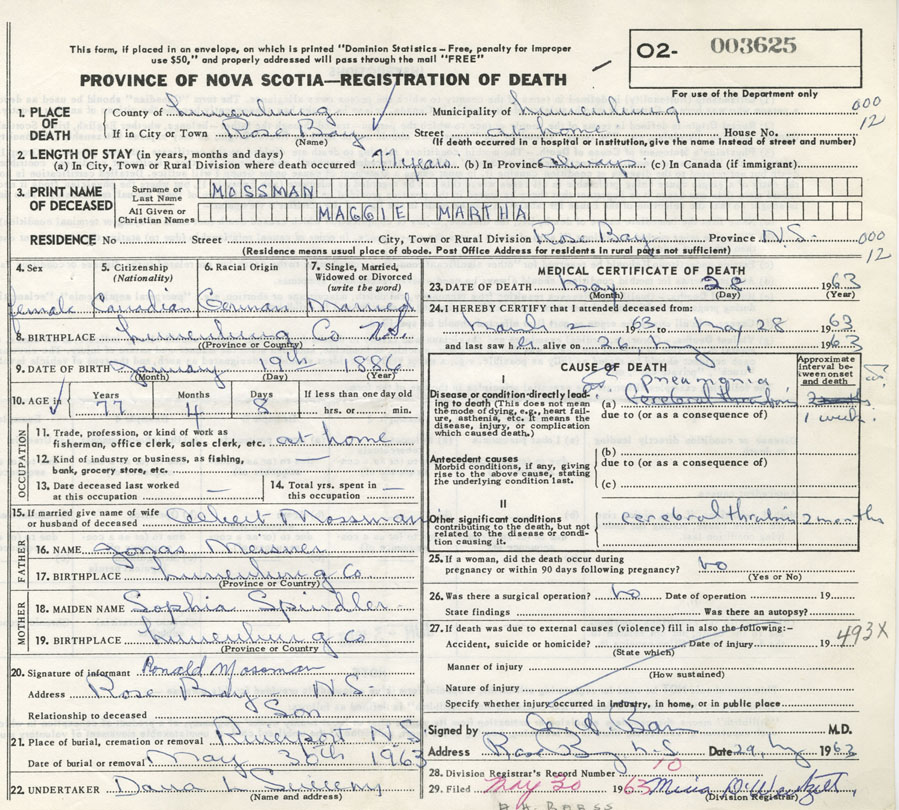 This form, if placed in an envelope, on which is printed "Dominion Statistics – Free, penalty for improper
use $50," and properly addressed will pass through the mail "FREE"
O2- 003625
PROVINCE OF NOVA SCOTIA—REGISTRATION OF DEATH
For use of the Department only
1. PLACE OF DEATH County of Lunenburg Municipality of Lunenburg 000
If in City or Town Rose Bay Street at home House No. 12
(Name) (If death occurred in a hospital or institution, give the name instead of street and number)
2. LENGTH OF STAY (in years, months and days)
(a) In City, Town or Rural Division where death occurred 77 years (b) In Province always (c) In Canada (if immigrant)
3. PRINT NAME OF DECEASED Surname or Last Name MOSSMAN
All Given or Christian Names MAGGIE MARTHA
RESIDENCE No Street City, Town or Rural Division Rose Bay Province N.S. 000
(Residence means usual place of abode. Post Office Address for residents in rural parts not sufficient) 12
4. Sex 5. Citizenship (Nationality) 6. Racial Origin 7. Single, Married, Widowed or Divorced (write the word)
female Canadian German Married
8. BIRTHPLACE Lunenburg Co N.S.
(Province or County)
9. DATE OF BIRTH January 19th 1886
(Month) (Day) (Year)
10. AGE in Years Months Days If less than one day old
77 4 8 hrs. or min.
OCCUPATION
11. Trade, profession, or kind of work as
fisherman, office clerk, sales clerk, etc. at home
12. Kind of industry or business, as fishing,
bank, grocery store, etc. —
13. Date deceased last worked at this occupation — 14. Total yrs. spent in this occupation —
15. If married give name of wife
or husband of deceased Mossman
FATHER
16. NAME Jonas Meisner
17. BIRTHPLACE Lunenburg Co
(Province or Country)
MOTHER
18. MAIDEN NAME Sophia Spindler
19. BIRTHPLACE Lunenburg Co
(Province or Country
20. Signature of informant Ronald Mossman
Address Rose Bay N.S.
Relationship to deceased Son
21. Place of burial, cremation or removal Riverport N.S.
Date of burial or removal May 30th 1963
22. UNDERTAKER Dana L
(Name and address)
MEDICAL CERTIFICATE OF DEATH
23. DATE OF DEATH May 28 1963
(Month) (Day) (Year)
24. I HEREBY CERTIFY that I attended deceased from:
March 2 1963 to May 28 1963
and last saw her alive on 26, May 1963
CAUSE OF DEATH Approximate interval between onset and death
I
Disease or condition directly leading to death (This does not mean the mode of dying, e.g., heart failure, asthenia, etc. It means the disease, injury, or complication which caused death.)
pneumonia
(a)
due to (or as a consequence of) 1 week
Antecedent causes
Morbid conditions, if any, giving rise to the above cause, stating the underlying condition last.
(b)
due to (or as a consequence of)
(c)
II
Other significant conditions
contributing to the death, but not related to the disease or condition causing it.
cerebral 2 months
25. If a woman, did the death occur during
pregnancy or within 90 days following pregnancy? No
(Yes or No)
26. Was there a surgical operation? No Date of operation 19
State findings Was there an autopsy?
27. If death was due to external causes (violence) fill in also the following:–
Accident, suicide or homicide? Date of injury 19 493X
(State which)
Manner of injury
(How sustained)
Nature of injury
Specify whether injury occurred in industry, in home, or in public place
Signed by M.D.
Address Rose Bay N.S. Date 29, May 1963
28. Division Registrar's Record Number 10
29. Filed May 30 1963
(Division Registrar)